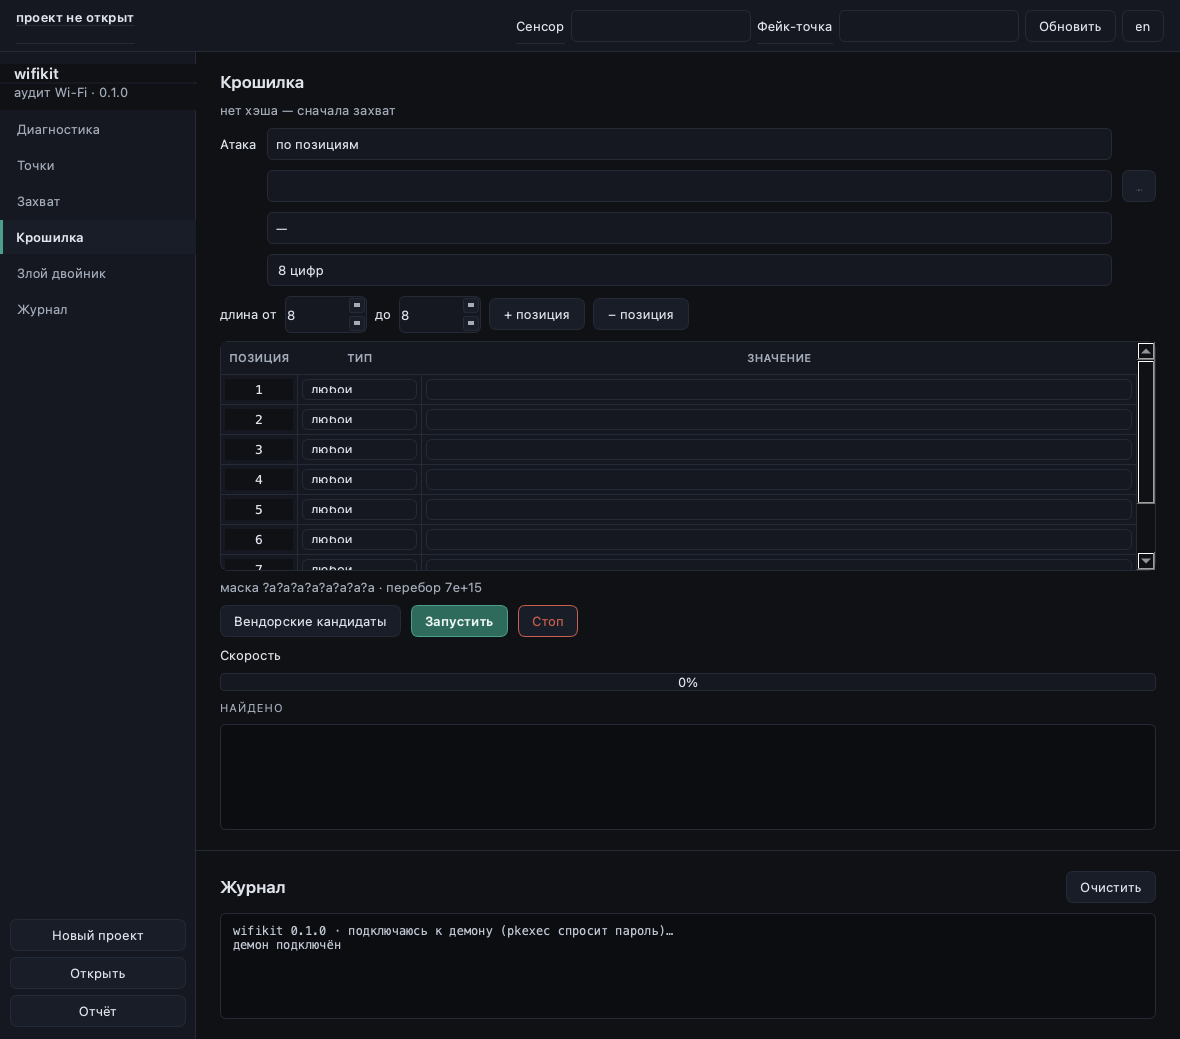 проект не открыт
Сенсор
Фейк-точка
Обновить
en
wifikit
аудит Wi-Fi · 0.1.0
Диагностика
Точки
Захват
Крошилка
Злой двойник
Журнал
Новый проект
Открыть
Отчёт
Крошилка
нет хэша — сначала захват
Атака
по позициям
...
—
8 цифр
длина от
8
до
8
+ позиция
− позиция
ПОЗИЦИЯ ТИП ЗНАЧЕНИЕ
1 любой
2 любой
3 любой
4 любой
5 любой
6 любой
7 любой
маска ?a?a?a?a?a?a?a?a · перебор 7e+15
Вендорские кандидаты
Запустить
Стоп
Скорость
0%
НАЙДЕНО
Журнал
Очистить
wifikit 0.1.0 · подключаюсь к демону (pkexec спросит пароль)…
демон подключён